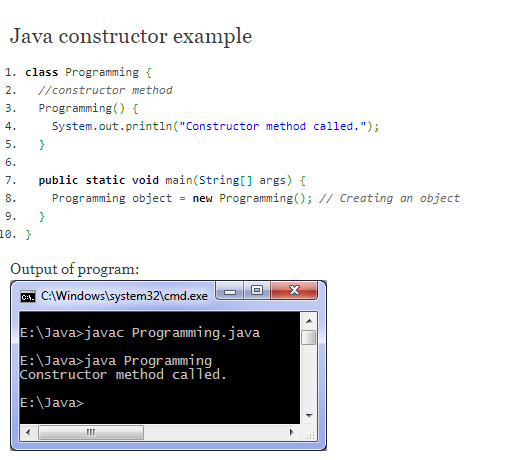 Java constructor example
1. class Programming {
2.   //constructor method
3.   Programming() {
4.     System.out.println("Constructor method called.");
5.   }
6.
7.   public static void main(String[] args) {
8.     Programming object = new Programming(); // Creating an object
9.   }
10. }
Output of program:
C:\Windows\system32\cmd.exe
E:\Java>javac Programming.java
E:\Java>java Programming
Constructor method called.
E:\Java>